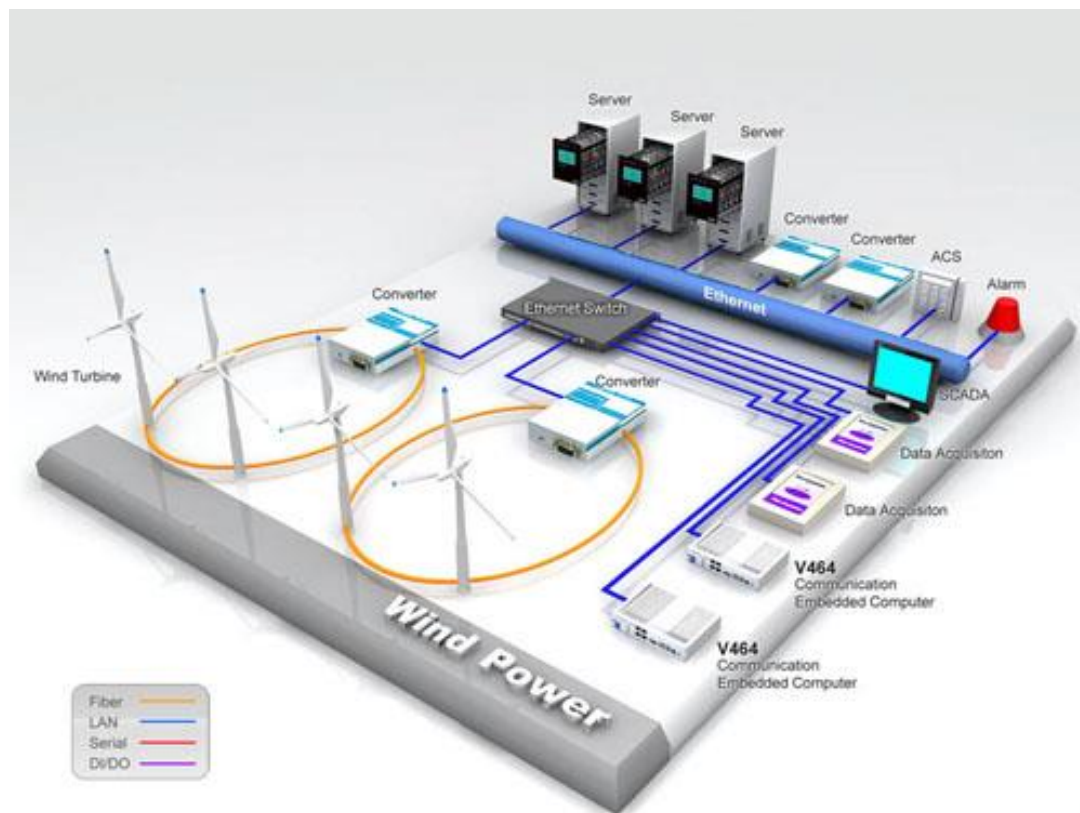 Server
Server
Server
Converter
Converter
ACS
Alarm
Ethernet
Converter
Ethernet Switch
Wind Turbine
Converter
SCADA
Data Acquisiton
Data Acquisiton
V464
Communication
Embedded Computer
V464
Communication
Embedded Computer
Wind Power
Fiber
LAN
Serial
DI/DO